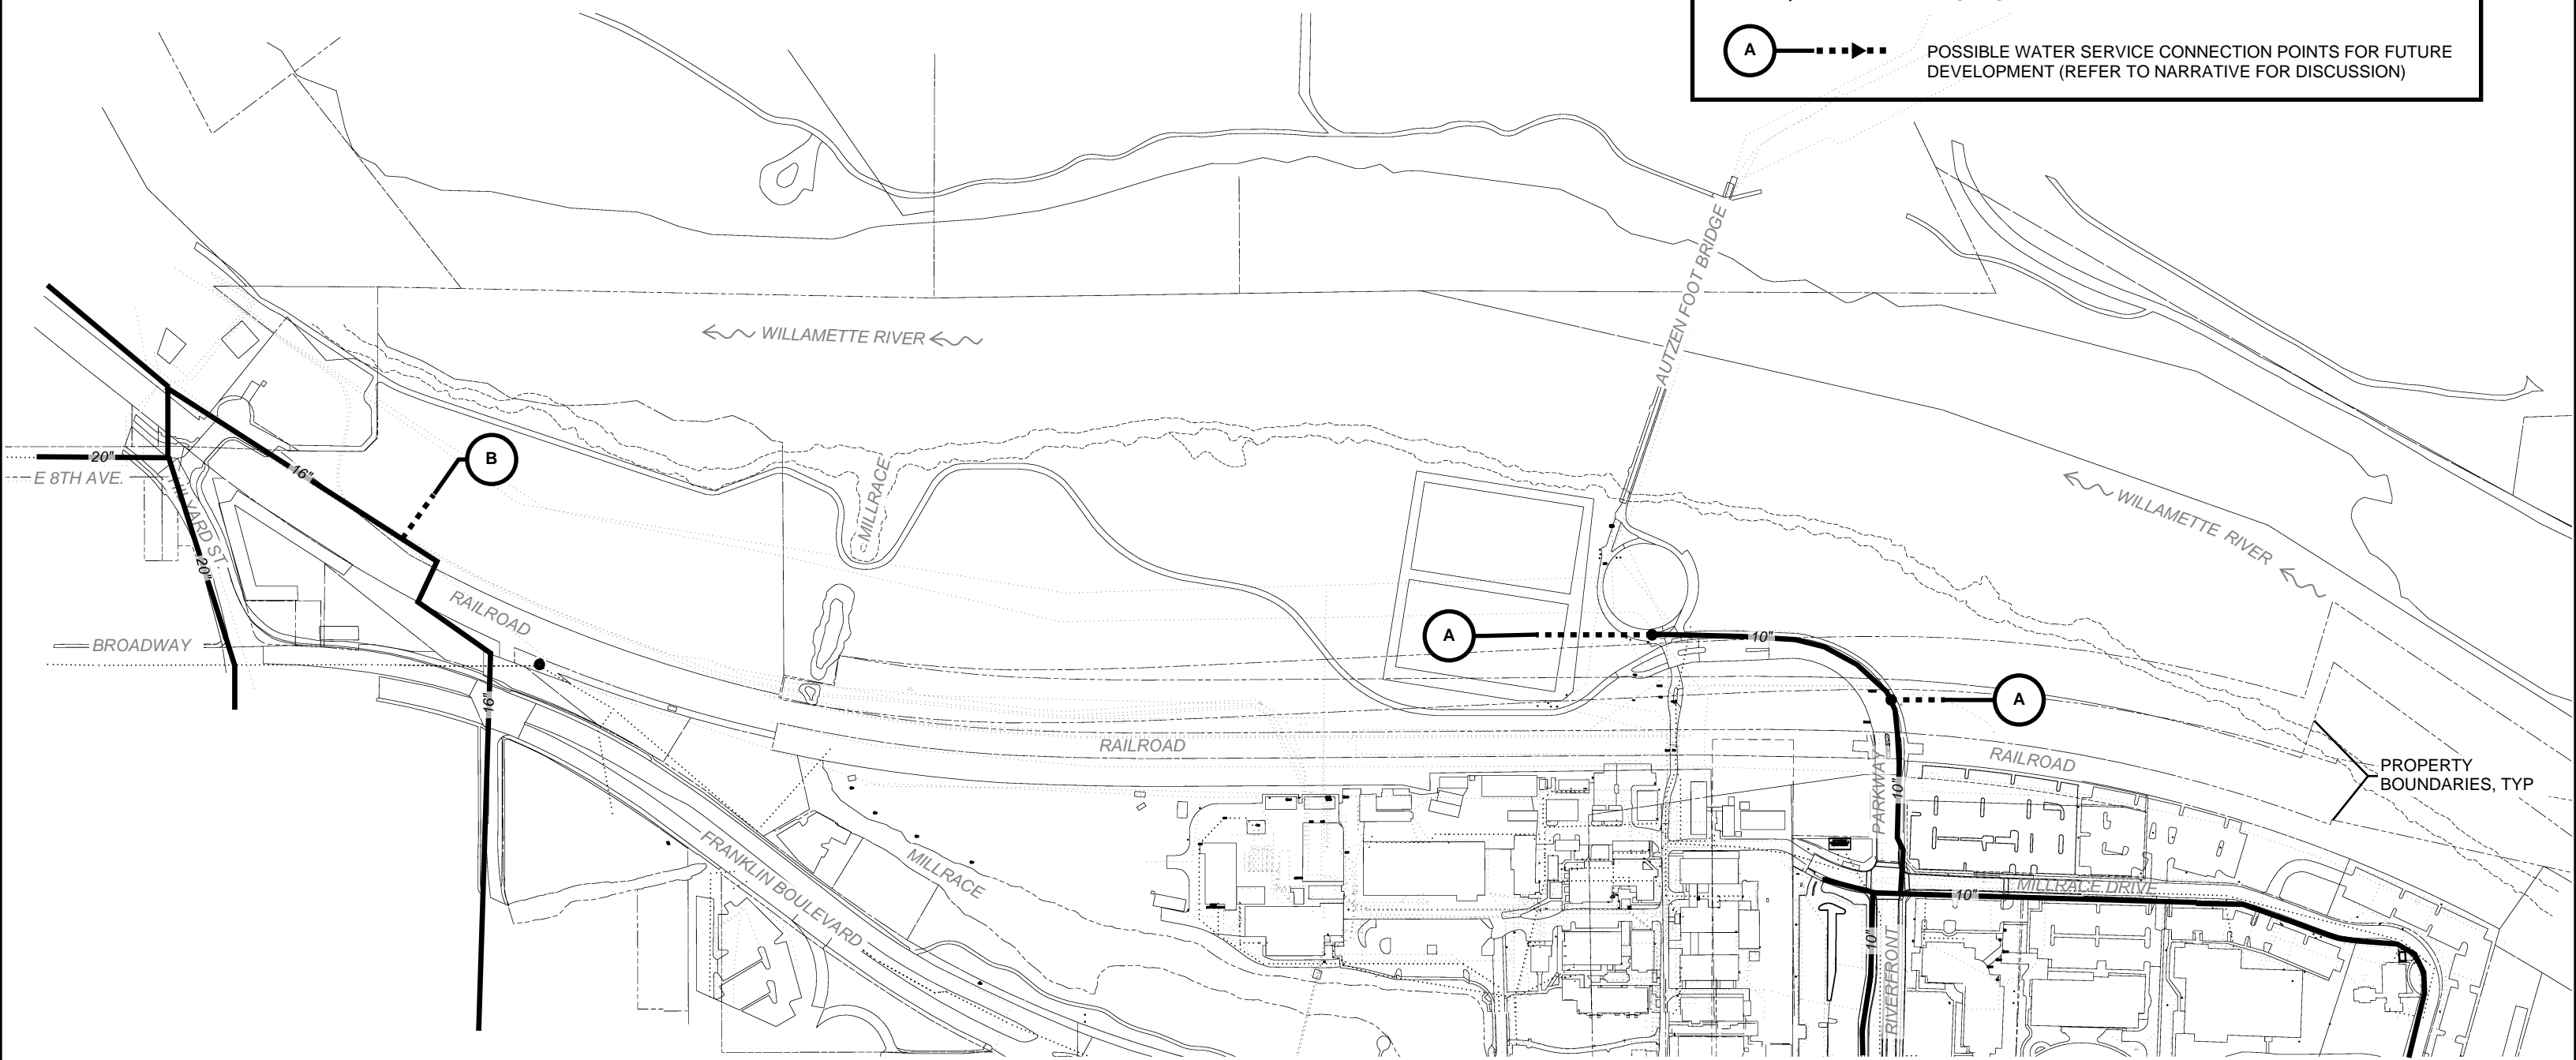 A
POSSIBLE WATER SERVICE CONNECTION POINTS FOR FUTURE
DEVELOPMENT (REFER TO NARRATIVE FOR DISCUSSION)
AUTZEN FOOT BRIDGE
WILLAMETTE RIVER
20"
E 8TH AVE.
16"
B
MILLRACE
WILLAMETTE RIVER
YARD ST.
20"
RAILROAD
BROADWAY
A
10"
16"
A
RAILROAD
RAILROAD
PROPERTY
BOUNDARIES, TYP
PARKWAY
10"
FRANKLIN BOULEVARD
MILLRACE
MILLRACE DRIVE
10"
10"
RIVERFRONT